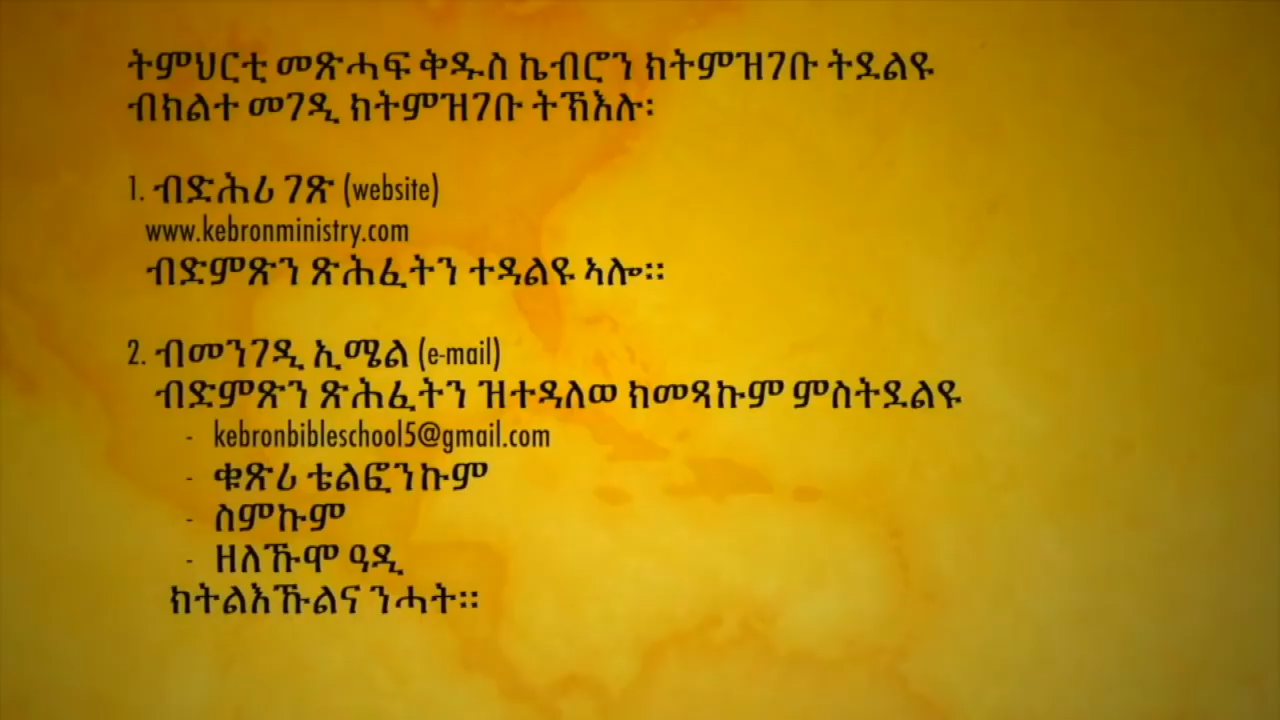 ትምህርቲ መጽሓፍ ቅዱስ ኬብሮን ክትምዝገቡ ትደልዩ
ብክልተ መገዲ ክትምዝገቡ ትኽእሉ፡
1. ብድሕሪ ገጽ (website)
www.kebronministry.com
ብድምጽን ጽሕፈትን ተዳልዩ ኣሎ።
2. ብመንገዲ ኢሜል (e-mail)
ብድምጽን ጽሕፈትን ዝተዳለወ ክመጻኩም ምስትደልዩ
- kebronbibleschool5@gmail.com
- ቁጽሪ ቴልፎንኩም
- ስምኩም
- ዘለኹሞ ዓዲ
ክትልእኹልና ንሓት።